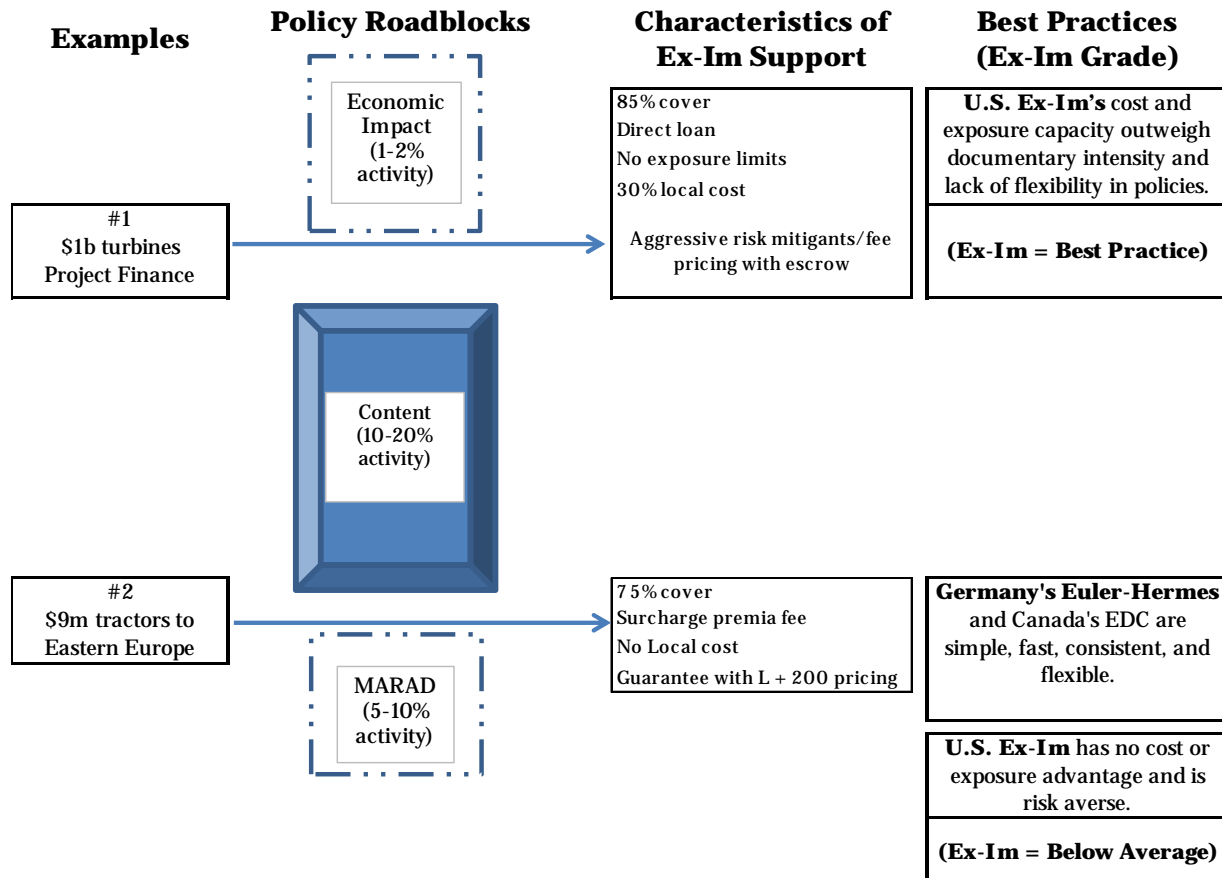 Examples
Policy Roadblocks
Characteristics of
Ex-Im Support
Best Practices
(Ex-Im Grade)
Economic
Impact
(1-2%
activity)
85% cover
Direct loan
No exposure limits
30% local cost
Aggressive risk mitigants/fee
pricing with escrow
U.S. Ex-Im's cost and
exposure capacity outweigh
documentary intensity and
lack of flexibility in policies.
(Ex-Im = Best Practice)
#1
$1b turbines
Project Finance
Content
(10-20%
activity)
#2
$9m tractors to
Eastern Europe
MARAD
(5-10%
activity)
75% cover
Surcharge premia fee
No Local cost
Guarantee with L + 200 pricing
Germany's Euler-Hermes
and Canada's EDC are
simple, fast, consistent, and
flexible.
U.S. Ex-Im has no cost or
exposure advantage and is
risk averse.
(Ex-Im = Below Average)